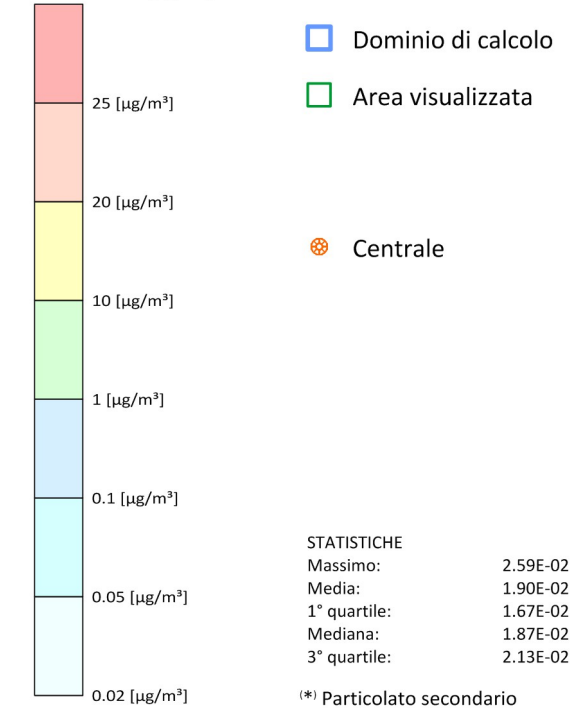 25 [µg/m³]
20 [µg/m³]
10 [µg/m³]
1 [µg/m³]
0.1 [µg/m³]
0.05 [µg/m³]
0.02 [µg/m³]
Dominio di calcolo
Area visualizzata
Centrale
STATISTICHE
Massimo: 2.59E-02
Media: 1.90E-02
1° quartile: 1.67E-02
Mediana: 1.87E-02
3° quartile: 2.13E-02
(*) Particolato secondario